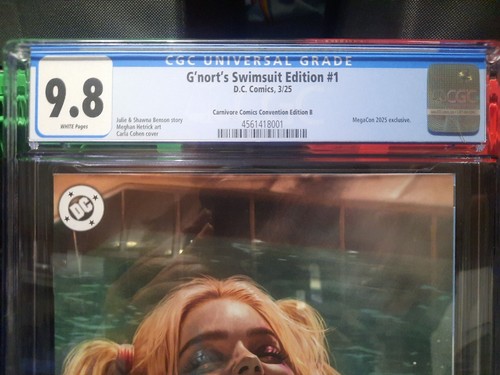 CGC UNIVERSAL GRADE
G'nort's Swimsuit Edition #1
D.C. Comics, 3/25
9.8
WHITE Pages
Carnivore Comics Convention Edition B
Julie & Shawna Benson story
Meghan Hetrick art
Carla Cohen cover
MegaCon 2025 exclusive.
4561418001
CGC
DC